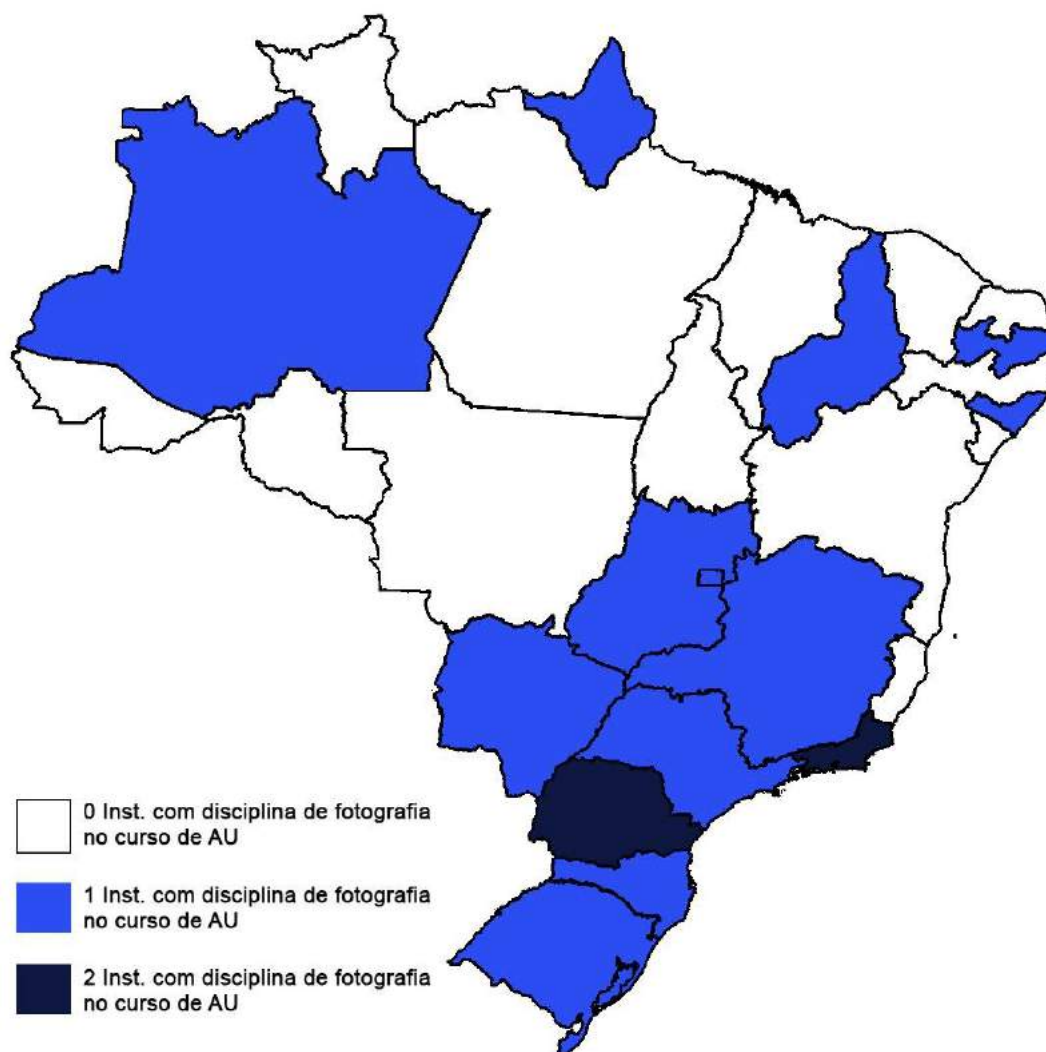 0 Inst. com disciplina de fotografia
no curso de AU
1 Inst. com disciplina de fotografia
no curso de AU
2 Inst. com disciplina de fotografia
no curso de AU